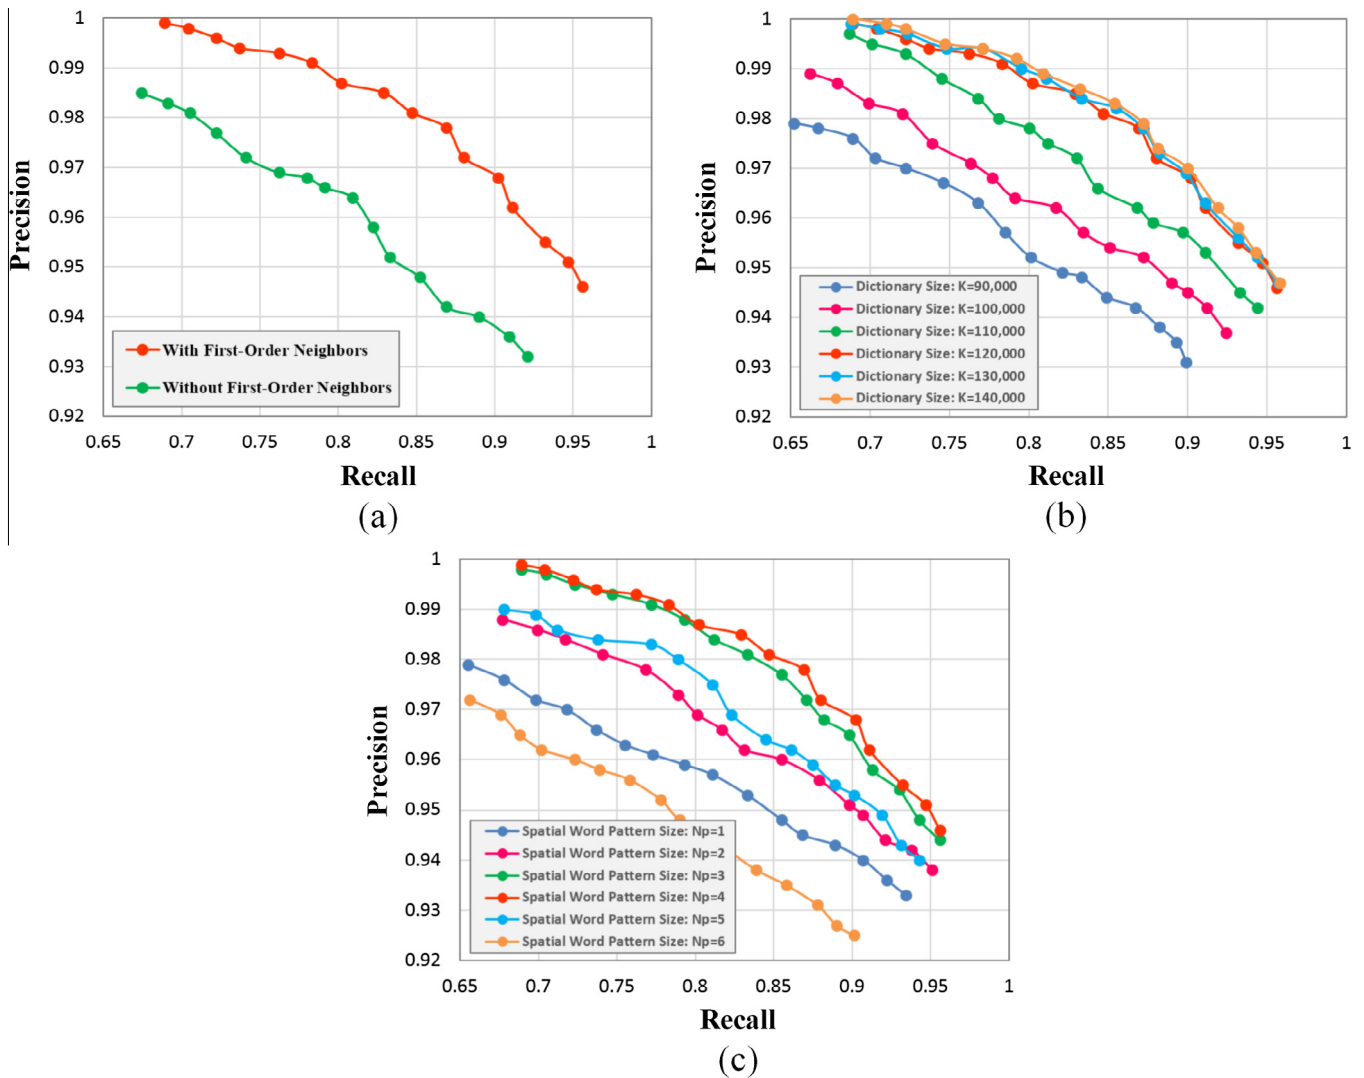 1
0.99
0.98
0.97
0.96
0.95
0.94
0.93
0.92
Precision
With First-Order Neighbors
Without First-Order Neighbors
0.65 0.7 0.75 0.8 0.85 0.9 0.95 1
Recall
(a)
1
0.99
0.98
0.97
0.96
0.95
0.94
0.93
0.92
Precision
Dictionary Size: K=90,000
Dictionary Size: K=100,000
Dictionary Size: K=110,000
Dictionary Size: K=120,000
Dictionary Size: K=130,000
Dictionary Size: K=140,000
0.65 0.7 0.75 0.8 0.85 0.9 0.95 1
Recall
(b)
1
0.99
0.98
0.97
0.96
0.95
0.94
0.93
0.92
Precision
Spatial Word Pattern Size: Np=1
Spatial Word Pattern Size: Np=2
Spatial Word Pattern Size: Np=3
Spatial Word Pattern Size: Np=4
Spatial Word Pattern Size: Np=5
Spatial Word Pattern Size: Np=6
0.65 0.7 0.75 0.8 0.85 0.9 0.95 1
Recall
(c)